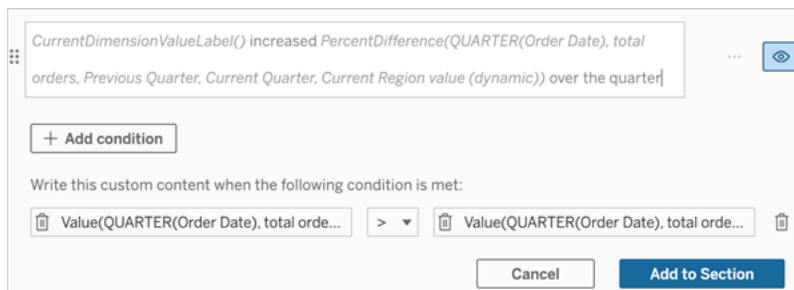 CurrentDimensionValueLabel() increased PercentDifference(QUARTER(Order Date), total
orders, Previous Quarter, Current Quarter, Current Region value (dynamic)) over the quarter
+ Add condition
Write this custom content when the following condition is met:
Value(QUARTER(Order Date), total orde... > Value(QUARTER(Order Date), total orde...
Cancel Add to Section